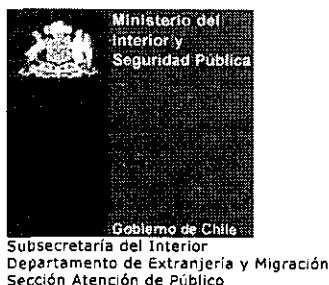 Ministerio del
Interior y
Seguridad Pública
Gobierno de Chile
Subsecretaría del Interior
Departamento de Extranjería y Migración
Sección Atención de Público